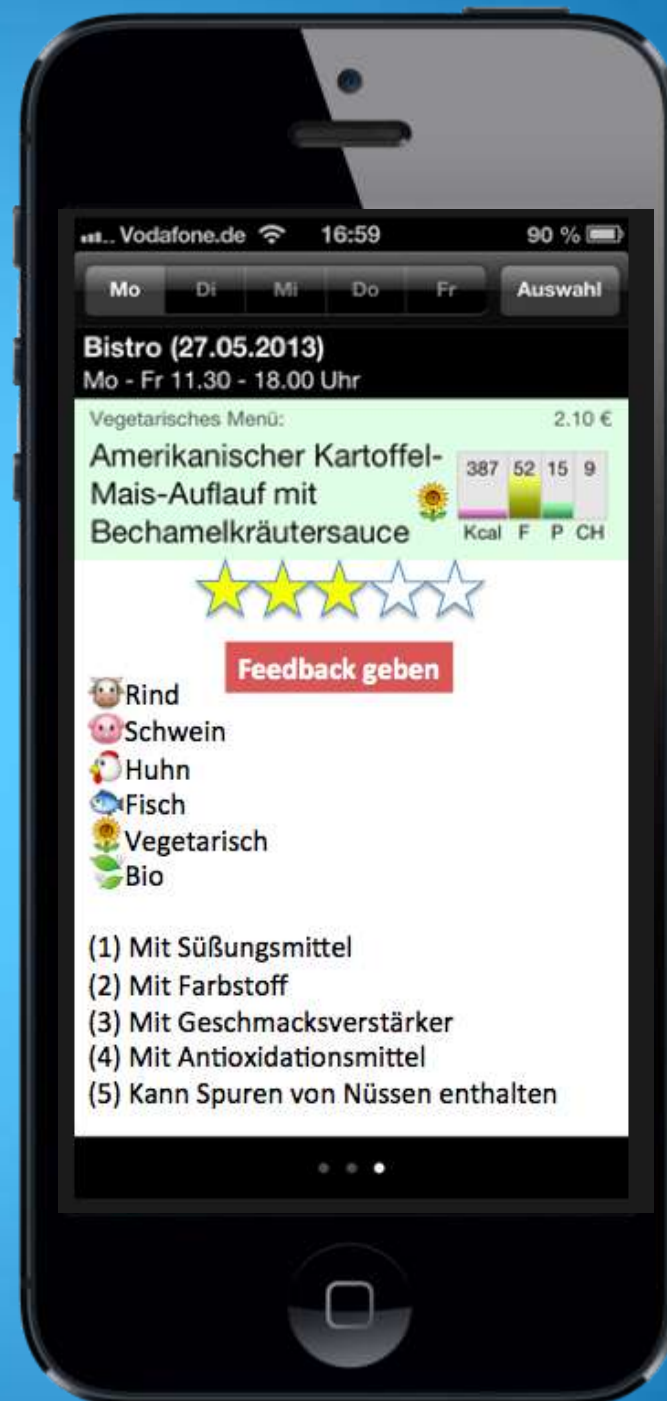 Vodafone.de 16:59 90 %
Mo Di Mi Do Fr Auswahl
Bistro (27.05.2013)
Mo - Fr 11.30 - 18.00 Uhr
Vegetarisches Menü: 2.10 €
Amerikanischer Kartoffel-
Mais-Auflauf mit
Bechamelkräutersauce
387 52 15 9
Kcal F P CH
Feedback geben
Rind
Schwein
Huhn
Fisch
Vegetarisch
Bio
(1) Mit Süßungsmittel
(2) Mit Farbstoff
(3) Mit Geschmacksverstärker
(4) Mit Antioxidationsmittel
(5) Kann Spuren von Nüssen enthalten